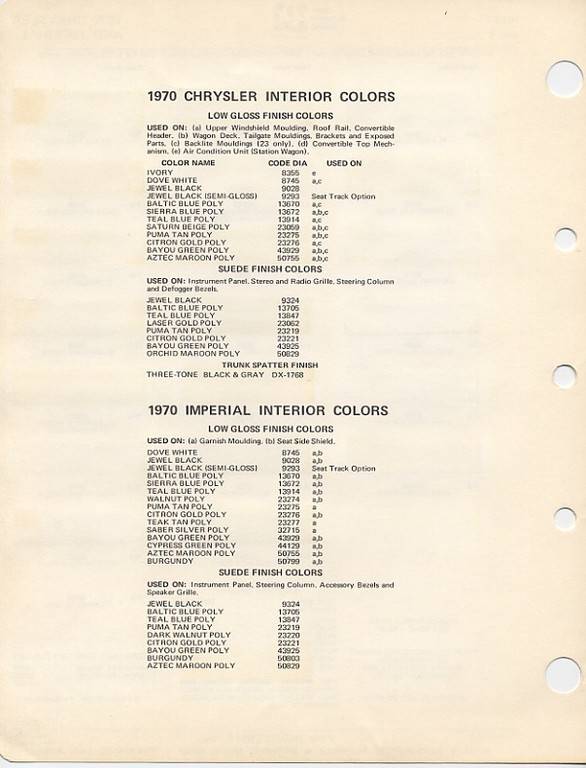 1970 CHRYSLER INTERIOR COLORS
LOW GLOSS FINISH COLORS
USED ON: (a) Upper Windshield Moulding, Roof Rail, Convertible
Header, (b) Wagon Deck, Tailgate Mouldings, Brackets and Exposed
Parts, (c) Backlite Mouldings (23 only), (d) Convertible Top Mech-
anism, (e) Air Condition Unit (Station Wagon).
COLOR NAME CODE DIA USED ON
IVORY 8355 e
DOVE WHITE 8745 a,c
JEWEL BLACK 9028
JEWEL BLACK (SEMI-GLOSS) 9293 Seat Track Option
BALTIC BLUE POLY 13670 a,c
SIERRA BLUE POLY 13672 a,b,c
TEAL BLUE POLY 13914 a,c
SATURN BEIGE POLY 23059 a,b,c
PUMA TAN POLY 23275 a,b,c
CITRON GOLD POLY 23276 a,c
BAYOU GREEN POLY 43929 a,b,c
AZTEC MAROON POLY 50755 a,b,c
SUEDE FINISH COLORS
USED ON: Instrument Panel, Stereo and Radio Grille, Steering Column
and Defogger Bezels.
JEWEL BLACK 9324
BALTIC BLUE POLY 13705
TEAL BLUE POLY 13847
LASER GOLD POLY 23062
PUMA TAN POLY 23219
CITRON GOLD POLY 23221
BAYOU GREEN POLY 43925
ORCHID MAROON POLY 50829
TRUNK SPATTER FINISH
THREE-TONE BLACK & GRAY DX-1768
1970 IMPERIAL INTERIOR COLORS
LOW GLOSS FINISH COLORS
USED ON: (a) Garnish Moulding, (b) Seat Side Shield.
DOVE WHITE 8745 a,b
JEWEL BLACK 9028 a,b
JEWEL BLACK (SEMI-GLOSS) 9293 Seat Track Option
BALTIC BLUE POLY 13670 a,b
SIERRA BLUE POLY 13672 a,b
TEAL BLUE POLY 13914 a,b
WALNUT POLY 23274 a,b
PUMA TAN POLY 23275 a
CITRON GOLD POLY 23276 a,b
TEAK TAN POLY 23277 a
SABER SILVER POLY 32715 a
BAYOU GREEN POLY 43929 a,b
CYPRESS GREEN POLY 44129 a,b
AZTEC MAROON POLY 50755 a,b
BURGUNDY 50799 a,b
SUEDE FINISH COLORS
USED ON: Instrument Panel, Steering Column, Accessory Bezels and
Speaker Grille.
JEWEL BLACK 9324
BALTIC BLUE POLY 13705
TEAL BLUE POLY 13847
PUMA TAN POLY 23219
DARK WALNUT POLY 23220
CITRON GOLD POLY 23221
BAYOU GREEN POLY 43925
BURGUNDY 50803
AZTEC MAROON POLY 50829